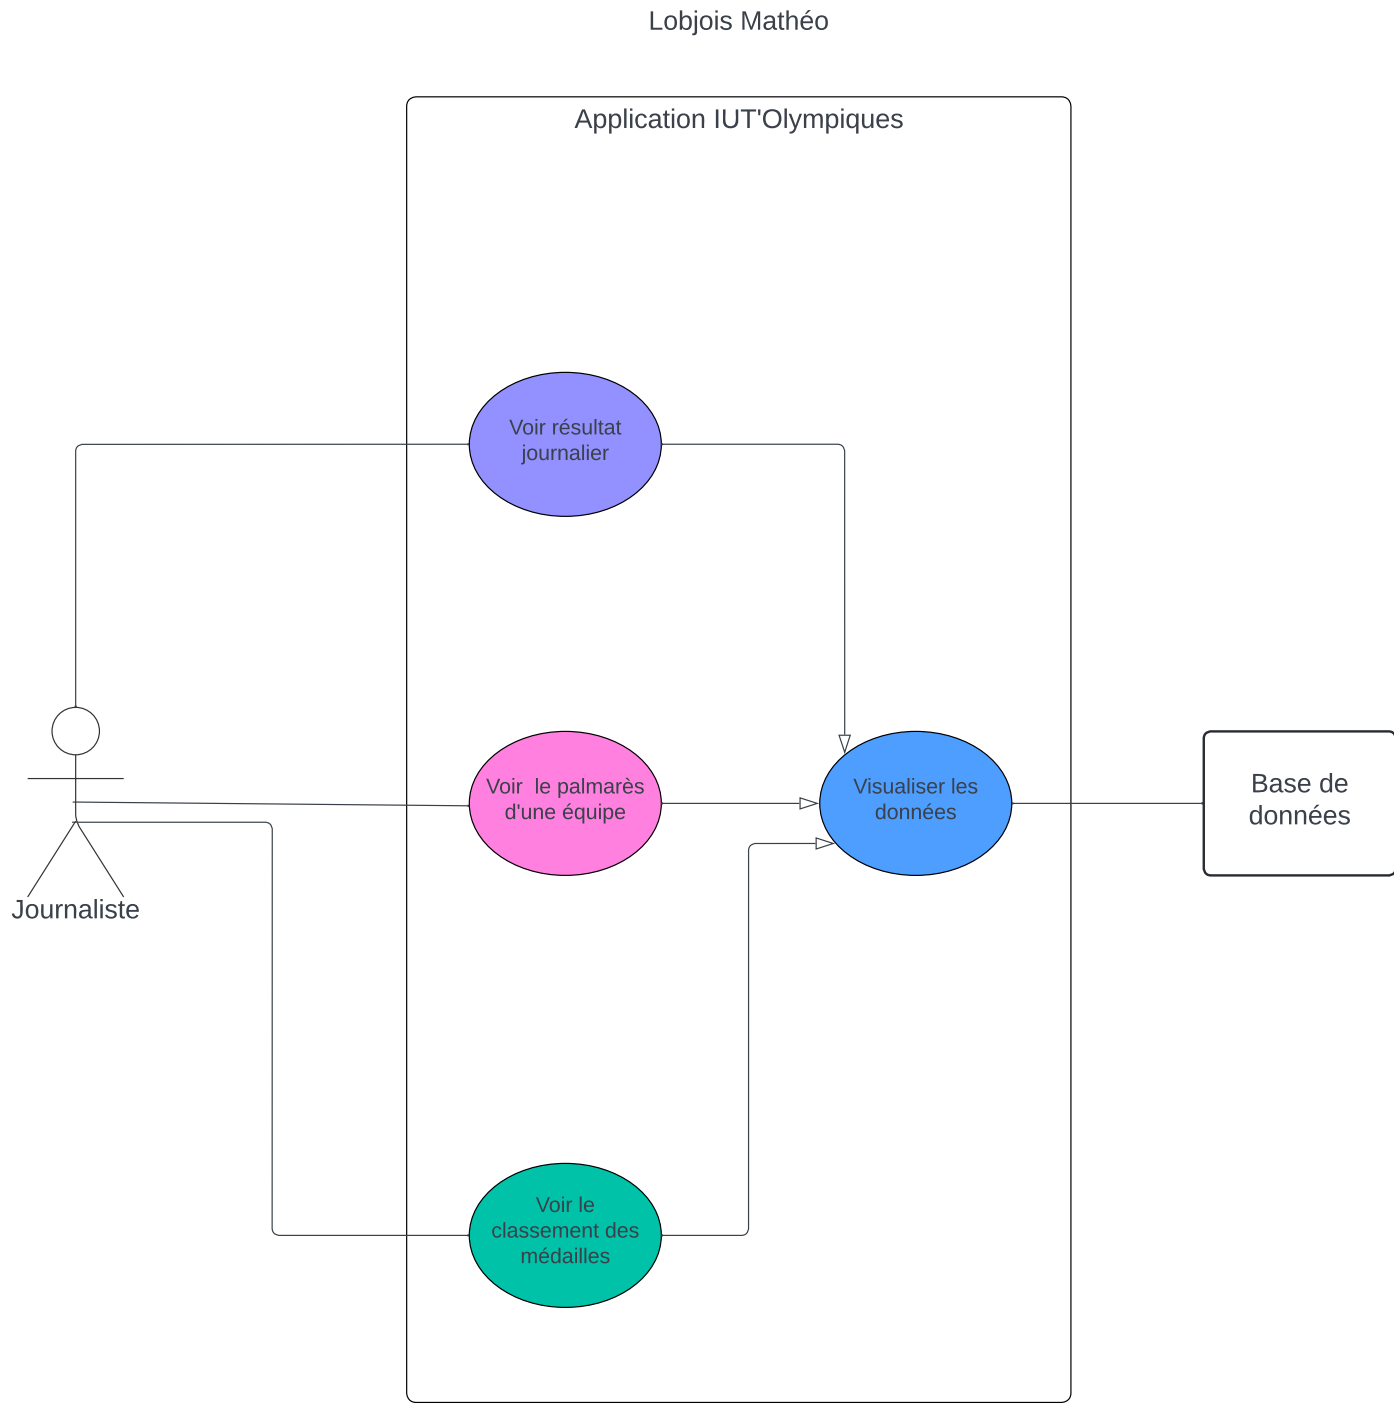 Lobjois Mathéo
Application IUT'Olympiques
Voir résultat
journalier
Voir  le palmarès
d'une équipe
Visualiser les
données
Base de
données
Journaliste
Voir le
classement des
médailles